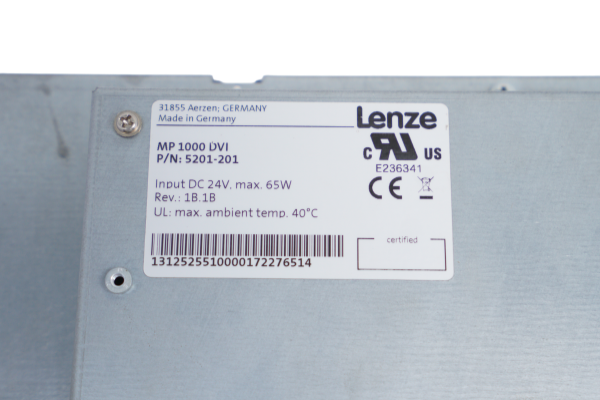 31855 Aerzen; GERMANY
Made in Germany
Lenze
MP 1000 DVI
P/N: 5201-201
c RU US
E236341
Input DC 24V, max. 65W
Rev.: 1B.1B
UL: max. ambient temp. 40°C
CE
certified
1312525510000172276514